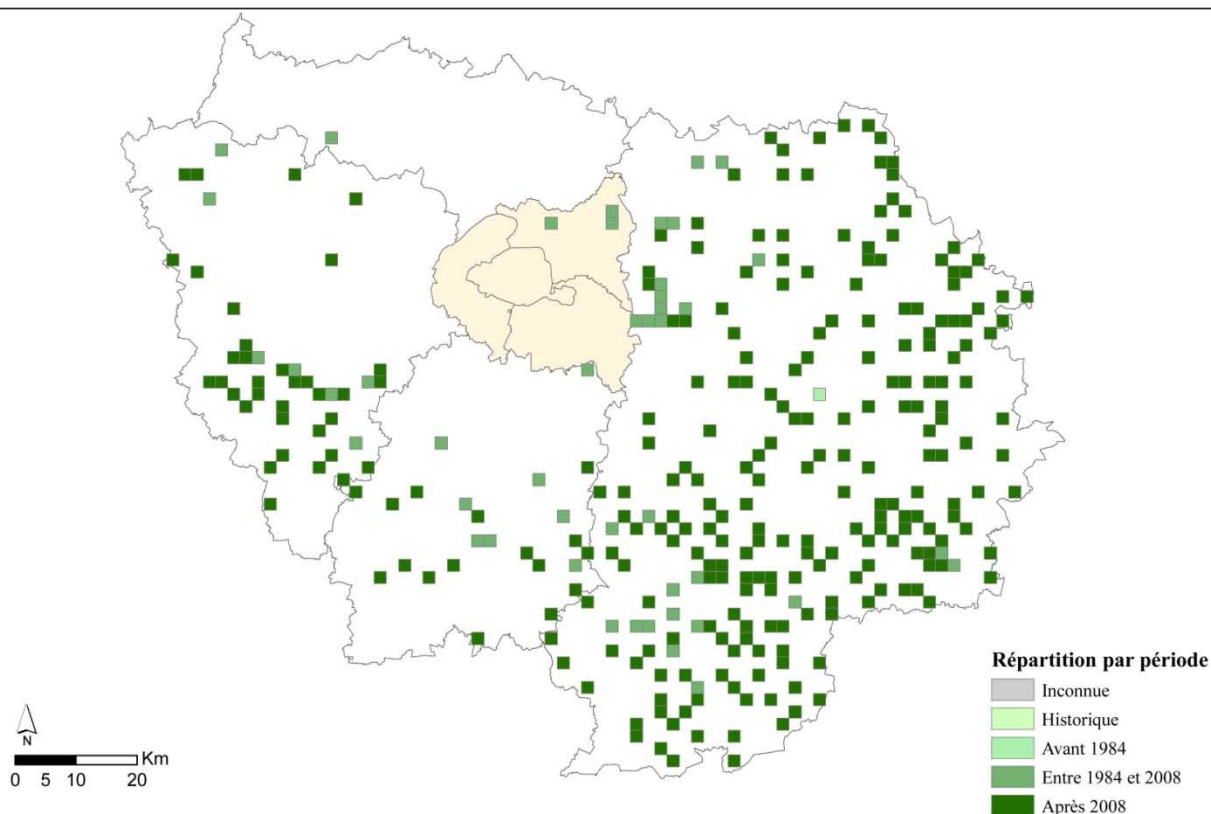 N
Km
0 5 10 20
Répartition par période
Inconnue
Historique
Avant 1984
Entre 1984 et 2008
Après 2008